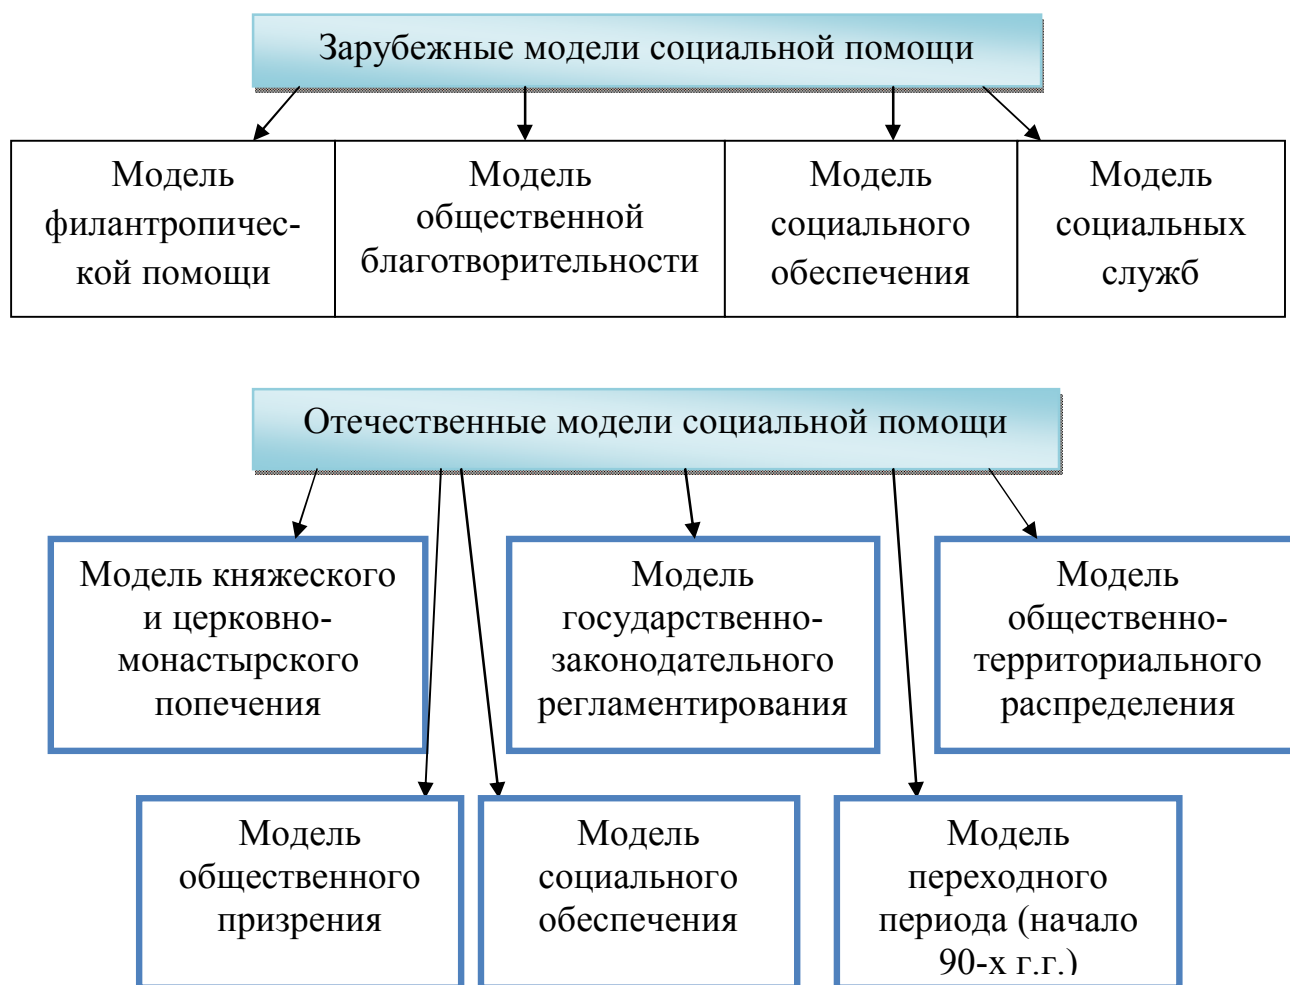 Зарубежные модели социальной помощи
Модель
филантропичес-
кой помощи
Модель
общественной
благотворительности
Модель
социального
обеспечения
Модель
социальных
служб
Отечественные модели социальной помощи
Модель княжеского
и церковно-
монастырского
попечения
Модель
государственно-
законодательного
регламентирования
Модель
общественно-
территориального
распределения
Модель
общественного
призрения
Модель
социального
обеспечения
Модель
переходного
периода (начало
90-х г.г.)